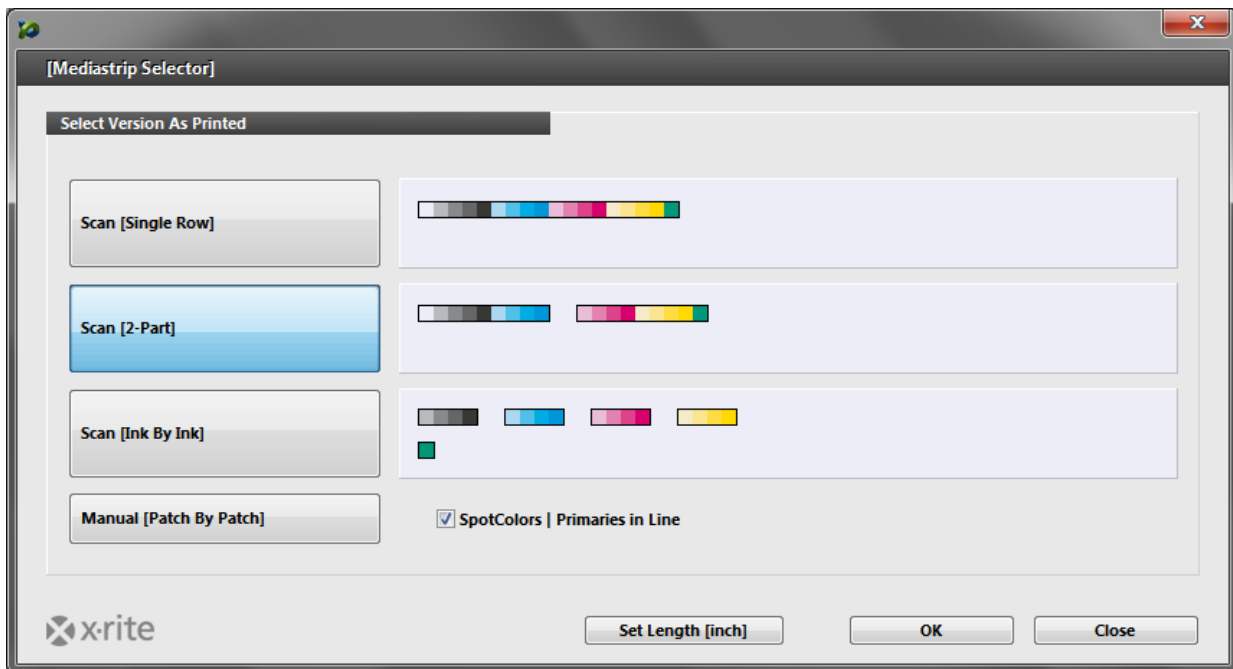 [Mediastrip Selector]
Select Version As Printed
Scan [Single Row]
Scan [2-Part]
Scan [Ink By Ink]
Manual [Patch By Patch]
SpotColors | Primaries in Line
x·rite
Set Length [inch]
OK
Close